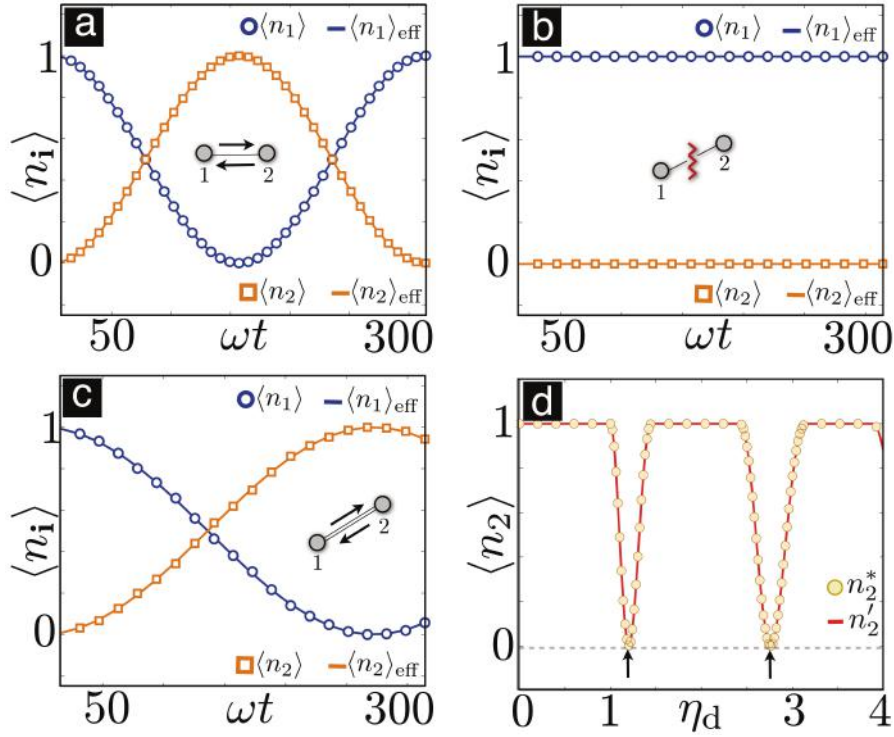 a
⟨n₁⟩ ⟨n₁⟩eff
1
⟨nᵢ⟩
1 2
0
⟨n₂⟩ ⟨n₂⟩eff
50 ωt 300
b
⟨n₁⟩ ⟨n₁⟩eff
1
⟨nᵢ⟩
2
1
0
⟨n₂⟩ ⟨n₂⟩eff
50 ωt 300
c
⟨n₁⟩ ⟨n₁⟩eff
1
⟨nᵢ⟩
2
1
0
⟨n₂⟩ ⟨n₂⟩eff
50 ωt 300
d
1
⟨n₂⟩
n₂*
n₂′
0
0 1 η_d 3 4